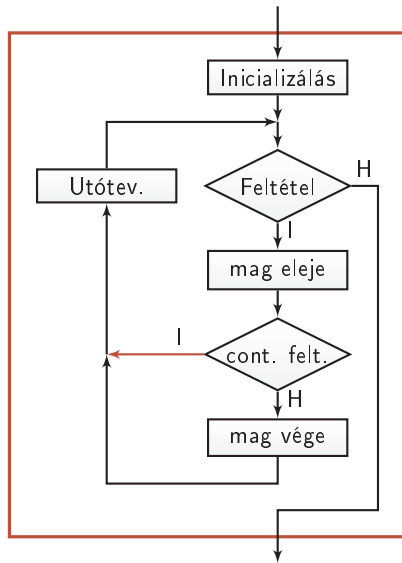 Inicializálás
Utótev.
Feltétel
H
I
mag eleje
I
cont. felt.
H
mag vége